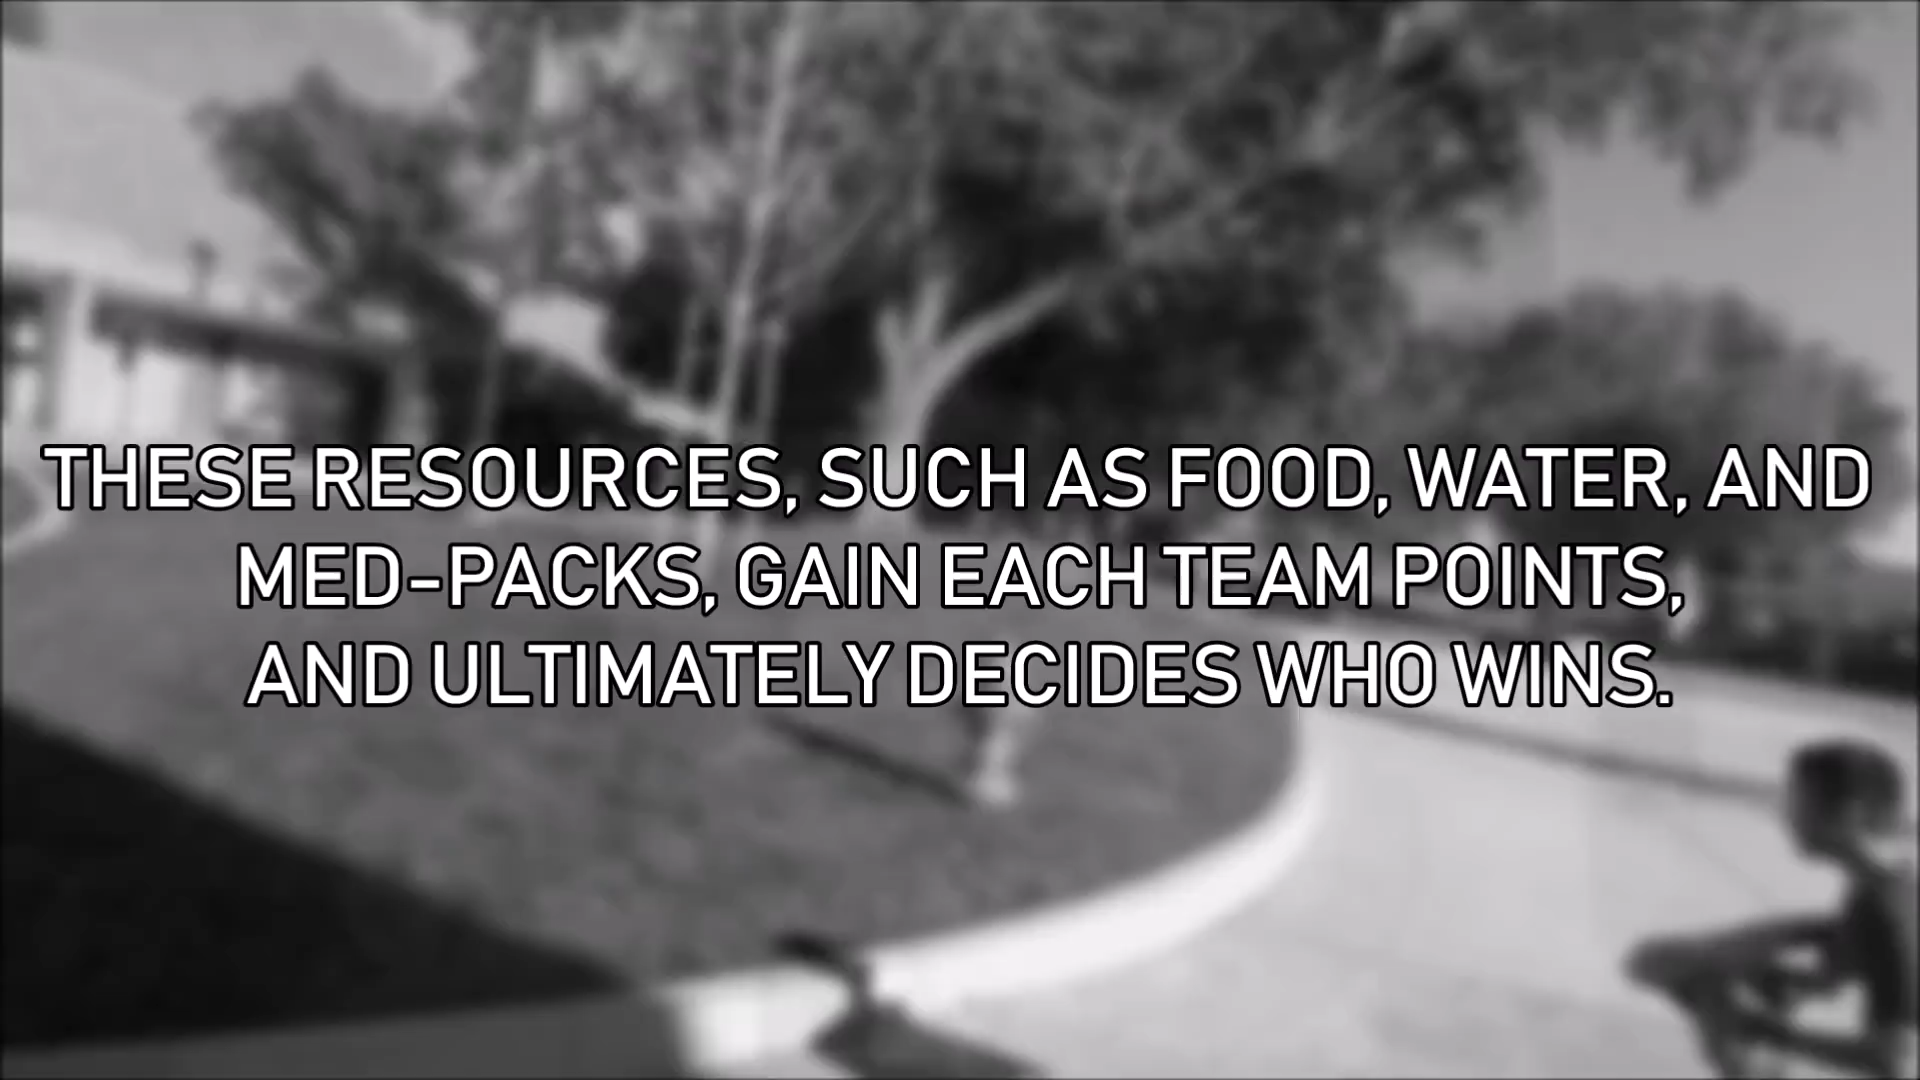 THESE RESOURCES, SUCH AS FOOD, WATER, AND
MED-PACKS, GAIN EACH TEAM POINTS,
AND ULTIMATELY DECIDES WHO WINS.